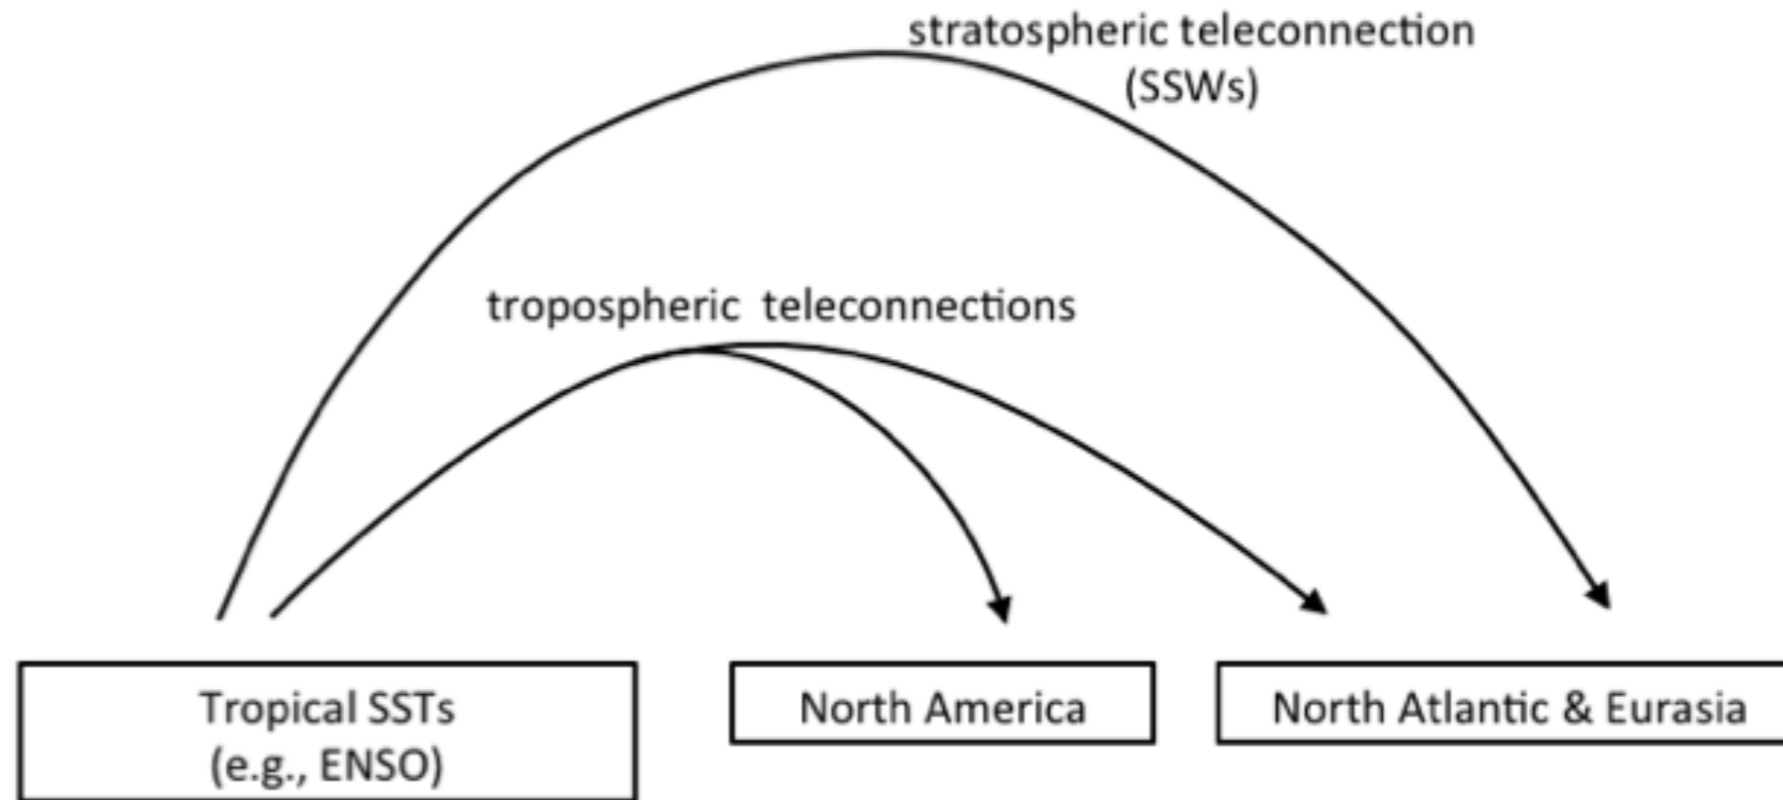 stratospheric teleconnection
(SSWs)
tropospheric teleconnections
Tropical SSTs
(e.g., ENSO)
North America
North Atlantic & Eurasia